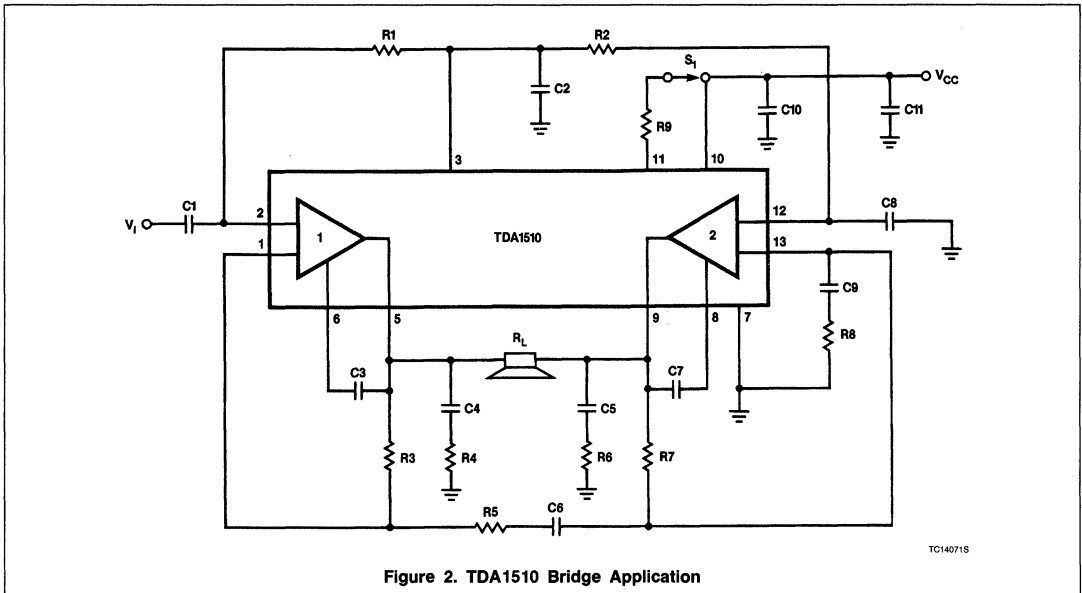 R1
R2
S1
VCC
C2
R9
C10
C11
3
11
10
C1
VI
2
12
C8
1
1
TDA1510
2
13
C9
6
5
9
8
7
RL
R8
C3
C7
C4
C5
R3
R4
R6
R7
R5
C6
TC14071S
Figure 2. TDA1510 Bridge Application